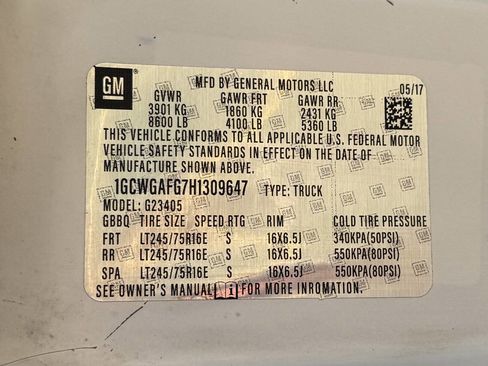 GM
MFD BY GENERAL MOTORS LLC
05/17
GVWR GAWR FRT GAWR RR
3901 KG 1860 KG 2431 KG
8600 LB 4100 LB 5360 LB
THIS VEHICLE CONFORMS TO ALL APPLICABLE U.S. FEDERAL MOTOR
VEHICLE SAFETY STANDARDS IN EFFECT ON THE DATE OF
MANUFACTURE SHOWN ABOVE.
1GCWGAFG7H1309647 TYPE: TRUCK
MODEL: G23405
GBBQ TIRE SIZE SPEED RTG RIM COLD TIRE PRESSURE
FRT LT245/75R16E S 16X6.5J 340KPA(50PSI)
RR LT245/75R16E S 16X6.5J 550KPA(80PSI)
SPA LT245/75R16E S 16X6.5J 550KPA(80PSI)
SEE OWNER'S MANUAL i FOR MORE INORMATION.